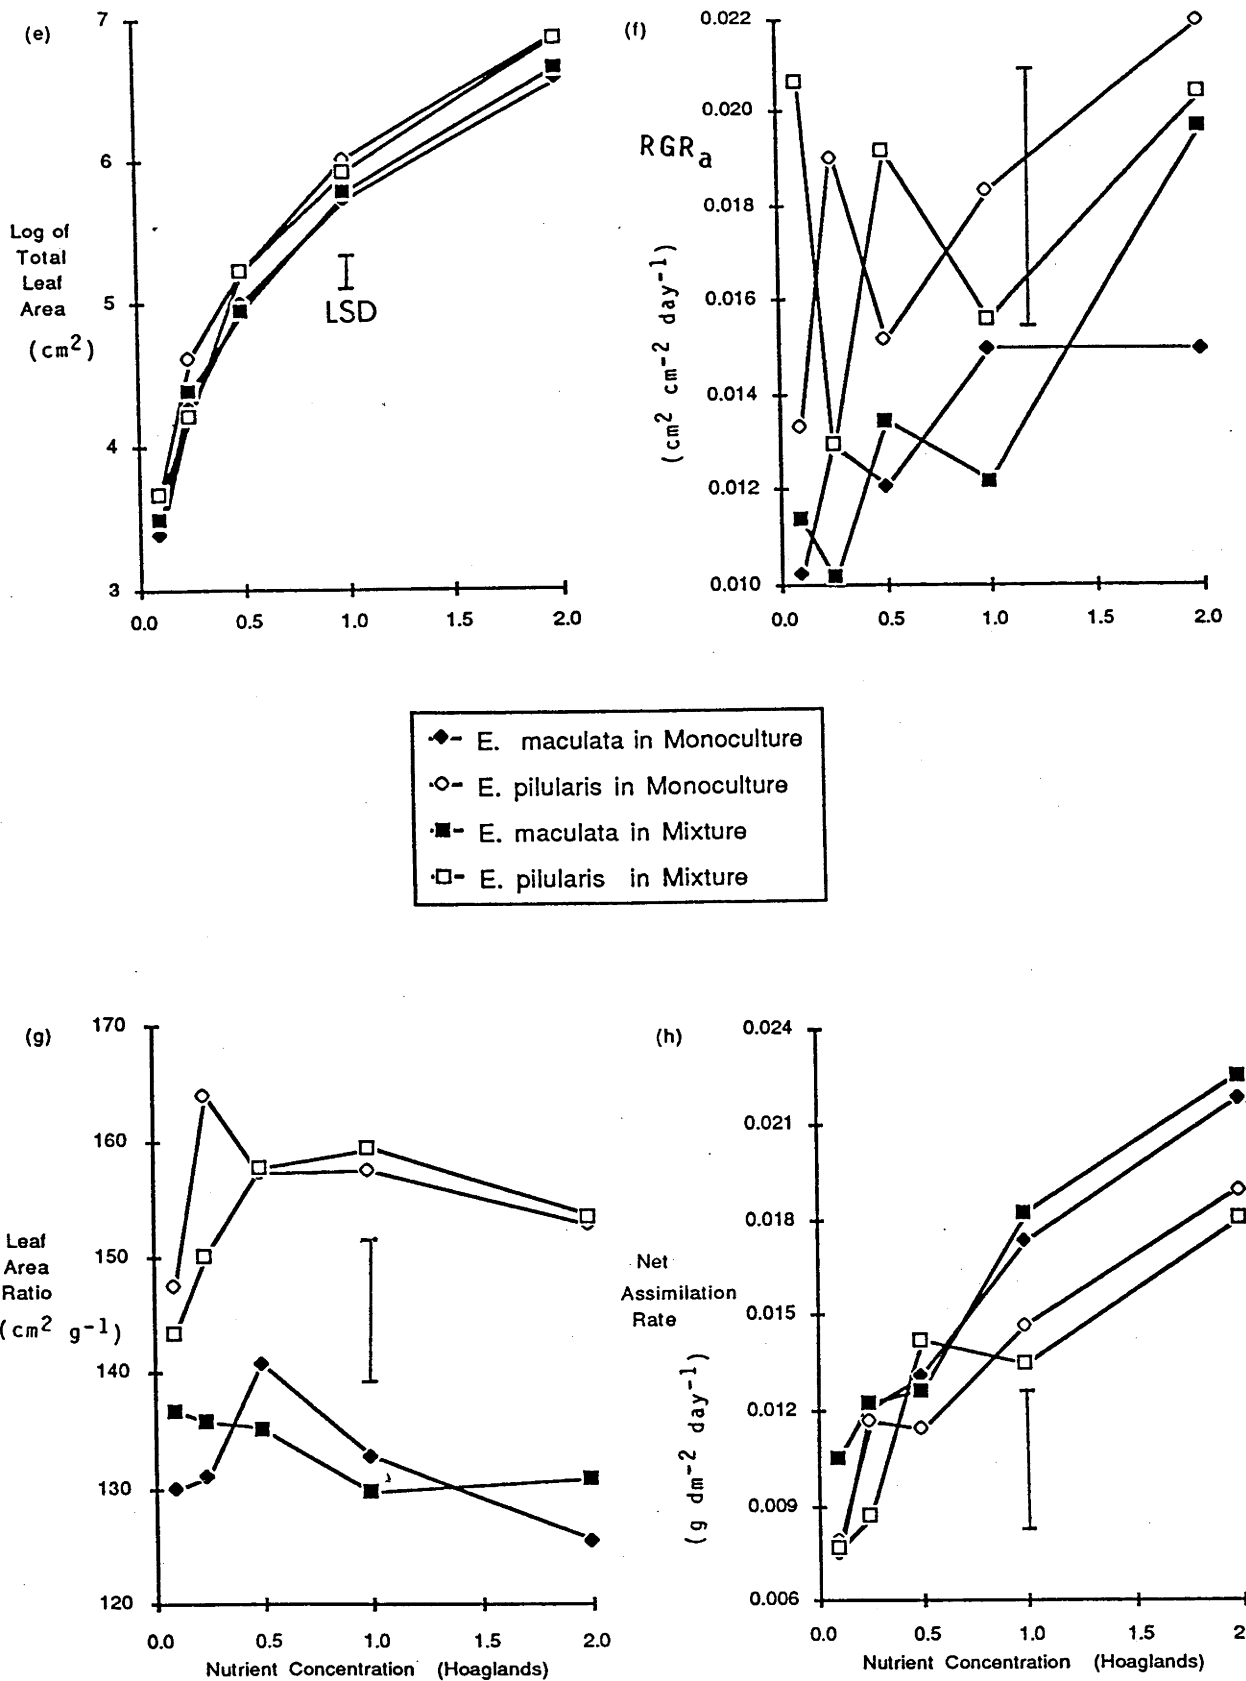 (e)
7
6
5
4
3
Log of
Total
Leaf
Area
(cm2)
LSD
0.0 0.5 1.0 1.5 2.0
(f)
0.022
0.020
0.018
0.016
0.014
0.012
0.010
RGRa
(cm2 cm-2 day-1)
0.0 0.5 1.0 1.5 2.0
E. maculata in Monoculture
E. pilularis in Monoculture
E. maculata in Mixture
E. pilularis in Mixture
(g)
170
160
150
140
130
120
Leaf
Area
Ratio
(cm2 g-1)
0.0 0.5 1.0 1.5 2.0
Nutrient Concentration (Hoaglands)
(h)
0.024
0.021
0.018
0.015
0.012
0.009
0.006
Net
Assimilation
Rate
(g dm-2 day-1)
0.0 0.5 1.0 1.5 2
Nutrient Concentration (Hoaglands)